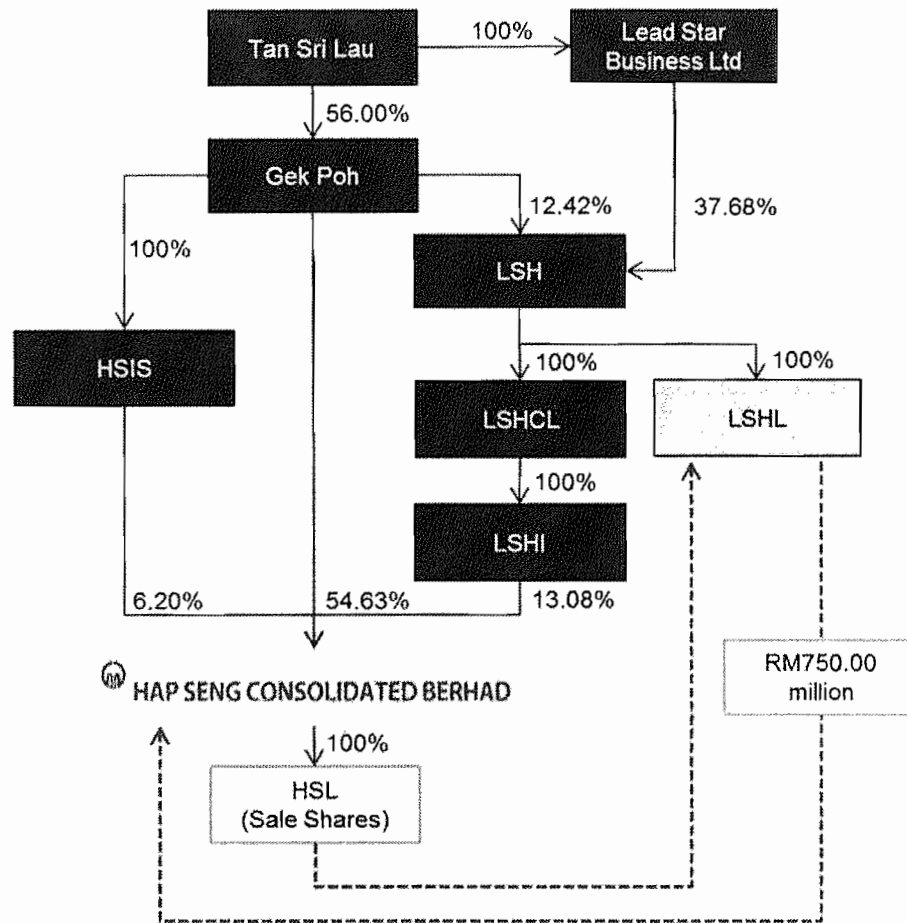 Tan Sri Lau
100%
Lead Star
Business Ltd
56.00%
Gek Poh
12.42%
37.68%
100%
LSH
HSIS
100%
100%
LSHCL
LSHL
100%
LSHI
6.20%
54.63%
13.08%
RM750.00
million
HAP SENG CONSOLIDATED BERHAD
100%
HSL
(Sale Shares)